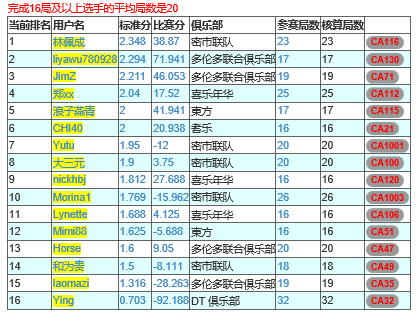 完成16局及以上选手的平均局数是20
当前排名 用户名 标准分 比赛分 俱乐部 参赛局数 核算局数
1 林佩成 2.348 38.87 密市联队 23 23 CA116
2 liyawu780928 2.294 71.941 多伦多联合俱乐部 17 17 CA130
3 JimZ 2.211 46.053 多伦多联合俱乐部 19 19 CA71
4 郑xx 2.04 17.52 喜乐年华 25 25 CA112
5 浪子燕青 2 41.941 東方 17 17 CA115
6 CHI40 2 20.938 耆乐 16 16 CA21
7 Yutu 1.95 -12 密市联队 20 20 CA1001
8 大三元 1.9 3.75 密市联队 20 20 CA100
9 nickhbj 1.812 27.688 喜乐年华 16 16 CA120
10 Morina1 1.769 -15.962 密市联队 26 26 CA1003
11 Lynette 1.688 4.125 喜乐年华 16 16 CA106
12 Mimi88 1.625 -5.688 東方 16 16 CA51
13 Horse 1.6 9.05 多伦多联合俱乐部 20 20 CA47
14 和为贵 1.5 -8.111 密市联队 18 18 CA49
15 laomazi 1.316 -28.263 多伦多联合俱乐部 19 19 CA35
16 Ying 0.703 -92.188 DT 俱乐部 32 32 CA32